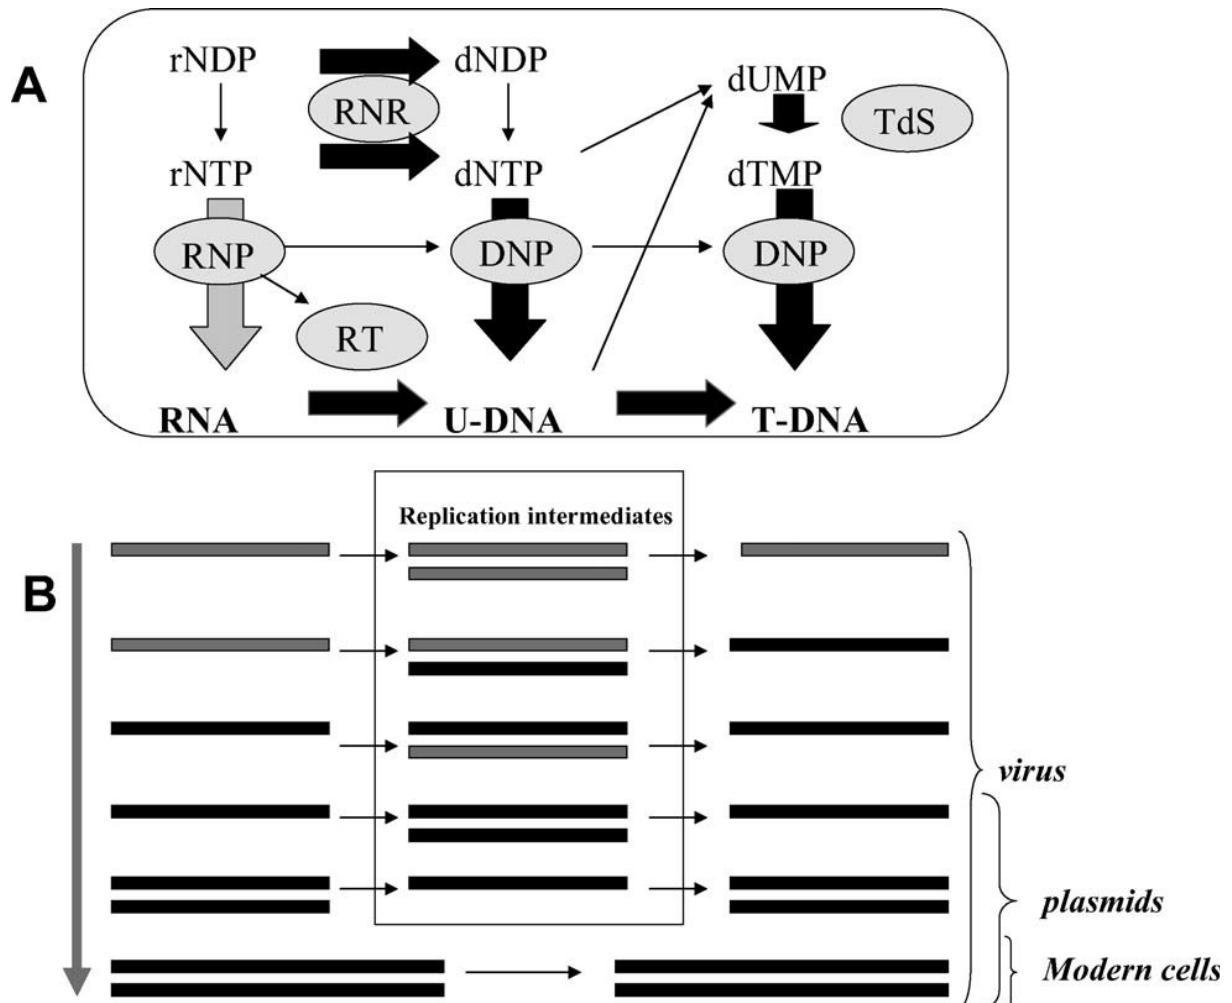 A
rNDP dNDP dUMP
RNR TdS
rNTP dNTP dTMP
RNP DNP DNP
RT
RNA U-DNA T-DNA
B
Replication intermediates
virus
plasmids
Modern cells